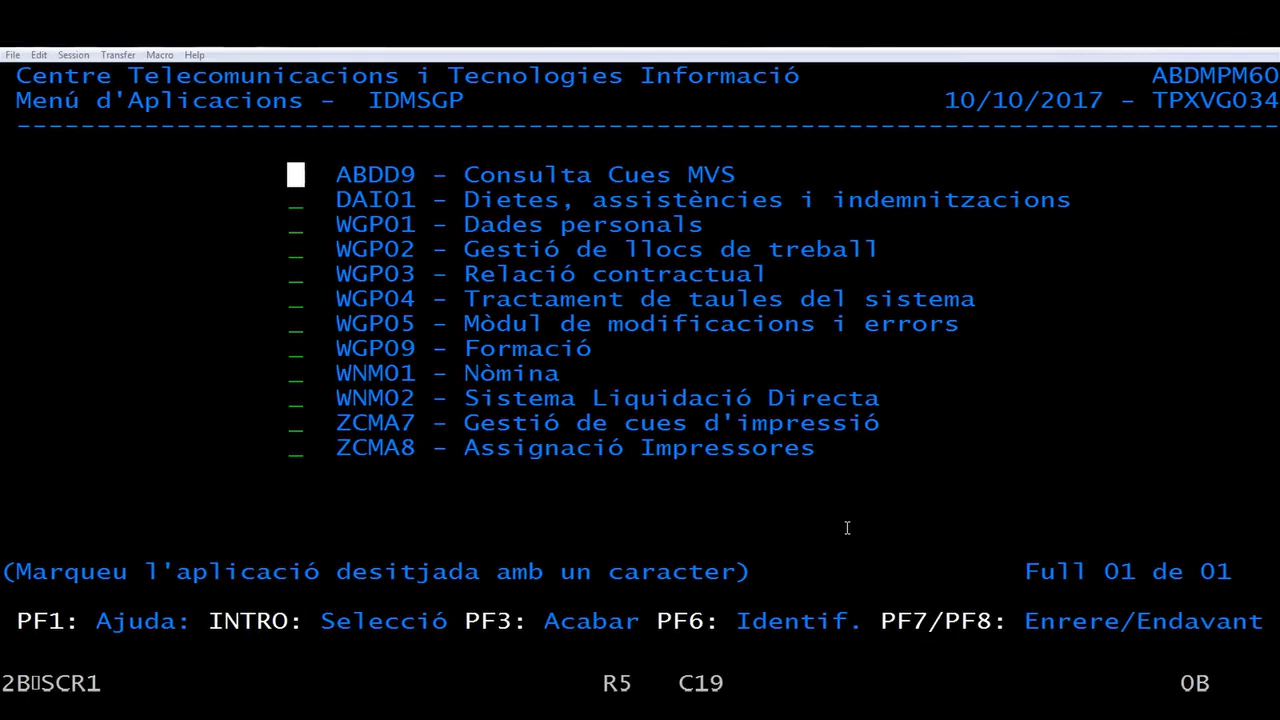 File Edit Session Transfer Macro Help
Centre Telecomunicacions i Tecnologies Informació ABDMPM60
Menú d'Aplicacions - IDMSGP 10/10/2017 - TPXVG034
--------------------------------------------------------------------------------
ABDD9 - Consulta Cues MVS
_ DAI01 - Dietes, assistències i indemnitzacions
_ WGP01 - Dades personals
_ WGP02 - Gestió de llocs de treball
_ WGP03 - Relació contractual
_ WGP04 - Tractament de taules del sistema
_ WGP05 - Mòdul de modificacions i errors
_ WGP09 - Formació
_ WNM01 - Nòmina
_ WNM02 - Sistema Liquidació Directa
_ ZCMA7 - Gestió de cues d'impressió
_ ZCMA8 - Assignació Impressores
(Marqueu l'aplicació desitjada amb un caracter) Full 01 de 01
PF1: Ajuda: INTRO: Selecció PF3: Acabar PF6: Identif. PF7/PF8: Enrere/Endavant
2B▯SCR1 R5 C19 0B